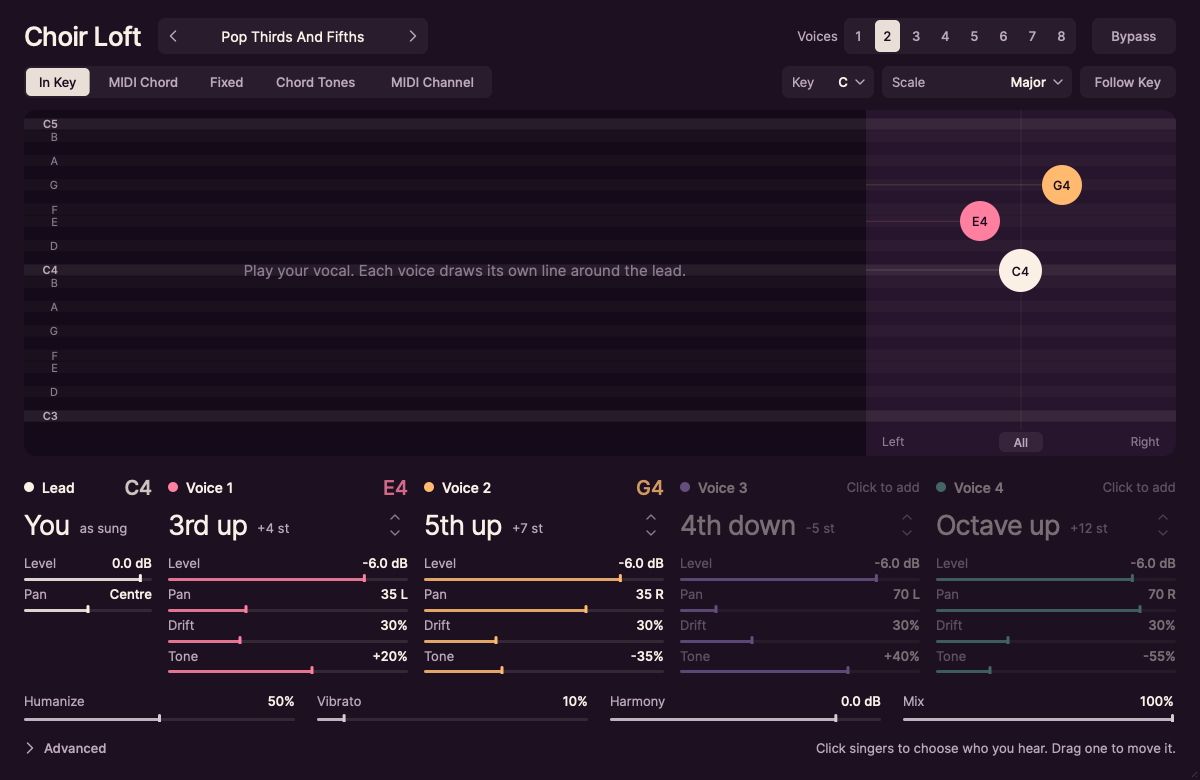 Choir Loft
Pop Thirds And Fifths
Voices 1 2 3 4 5 6 7 8
Bypass
In Key MIDI Chord Fixed Chord Tones MIDI Channel
Key C
Scale Major
Follow Key
C5
B
A
G
F
E
D
C4
B
A
G
F
E
D
C3
Play your vocal. Each voice draws its own line around the lead.
G4
E4
C4
Left All Right
Lead C4
You as sung
Level 0.0 dB
Pan Centre
Voice 1 E4
3rd up +4 st
Level -6.0 dB
Pan 35 L
Drift 30%
Tone +20%
Voice 2 G4
5th up +7 st
Level -6.0 dB
Pan 35 R
Drift 30%
Tone -35%
Voice 3 Click to add
4th down -5 st
Level -6.0 dB
Pan 70 L
Drift 30%
Tone +40%
Voice 4 Click to add
Octave up +12 st
Level -6.0 dB
Pan 70 R
Drift 30%
Tone -55%
Humanize 50%
Vibrato 10%
Harmony 0.0 dB
Mix 100%
Advanced
Click singers to choose who you hear. Drag one to move it.